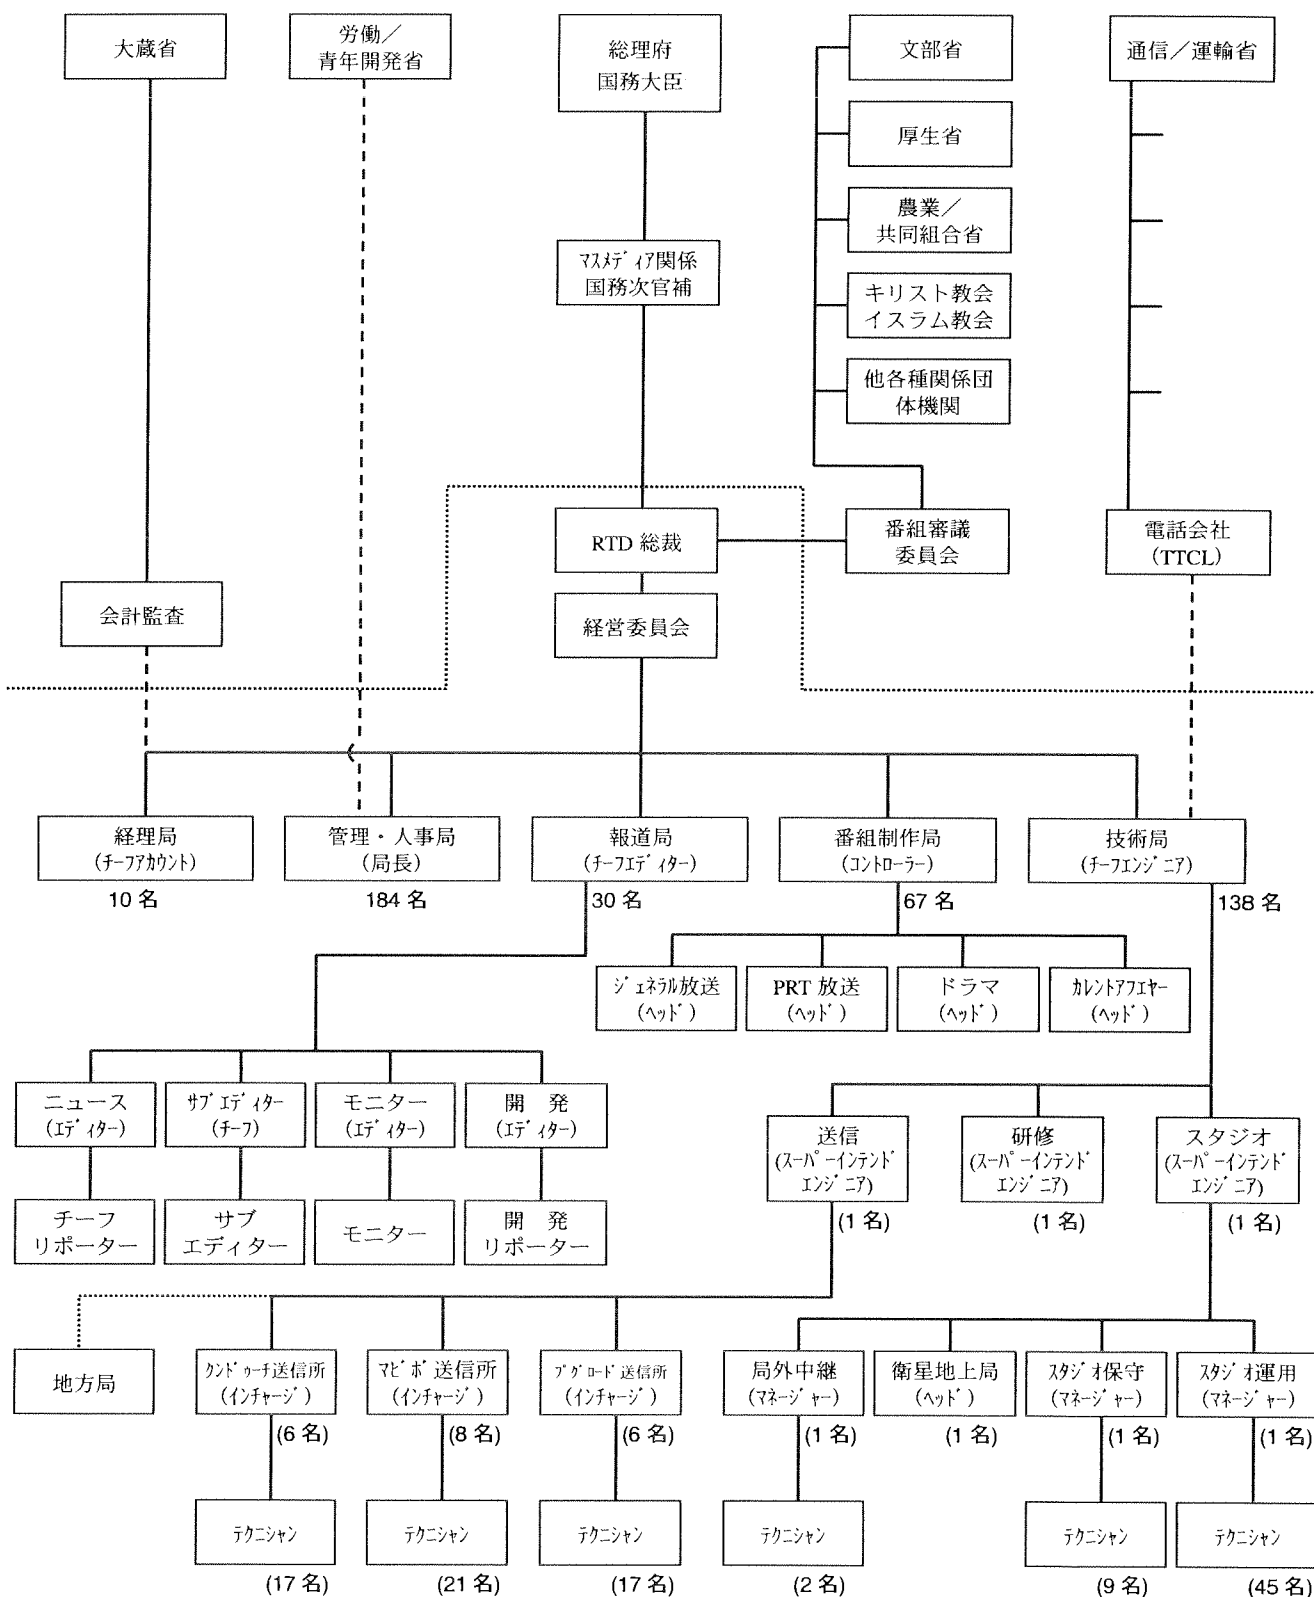 大蔵省
労働／
青年開発省
総理府
国務大臣
文部省
通信／運輸省
厚生省
農業／
共同組合省
マスメディア関係
国務次官補
キリスト教会
イスラム教会
他各種関係団
体機関
RTD 総裁
番組審議
委員会
電話会社
(TTCL)
会計監査
経営委員会
経理局
(チーフアカウント)
10 名
管理・人事局
(局長)
184 名
報道局
(チーフエディター)
30 名
番組制作局
(コントローラー)
67 名
技術局
(チーフエンジニア)
138 名
ジェネラル放送
(ヘッド)
PRT 放送
(ヘッド)
ドラマ
(ヘッド)
カレントアフエヤー
(ヘッド)
ニュース
(エディター)
サブエディター
(チーフ)
モニター
(エディター)
開　発
(エディター)
送信
(スーパーインテンド
エンジニア)
(1 名)
研修
(スーパーインテンド
エンジニア)
(1 名)
スタジオ
(スーパーインテンド
エンジニア)
(1 名)
チーフ
リポーター
サブ
エディター
モニター
開　発
リポーター
地方局
クンドゥーチ送信所
(インチャージ)
(6 名)
マビボ送信所
(インチャージ)
(8 名)
プグロード送信所
(インチャージ)
(6 名)
局外中継
(マネージャー)
(1 名)
衛星地上局
(ヘッド)
(1 名)
スタジオ保守
(マネージャー)
(1 名)
スタジオ運用
(マネージャー)
(1 名)
テクニシャン
(17 名)
テクニシャン
(21 名)
テクニシャン
(17 名)
テクニシャン
(2 名)
テクニシャン
(9 名)
テクニシャン
(45 名)